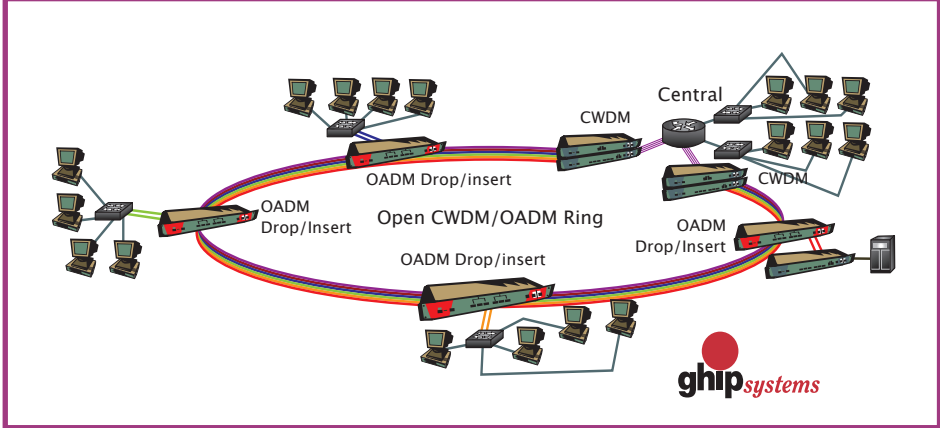 Central
CWDM
CWDM
OADM Drop/insert
OADM
Drop/Insert
Open CWDM/OADM Ring
OADM
Drop/Insert
OADM Drop/insert
ghipsystems